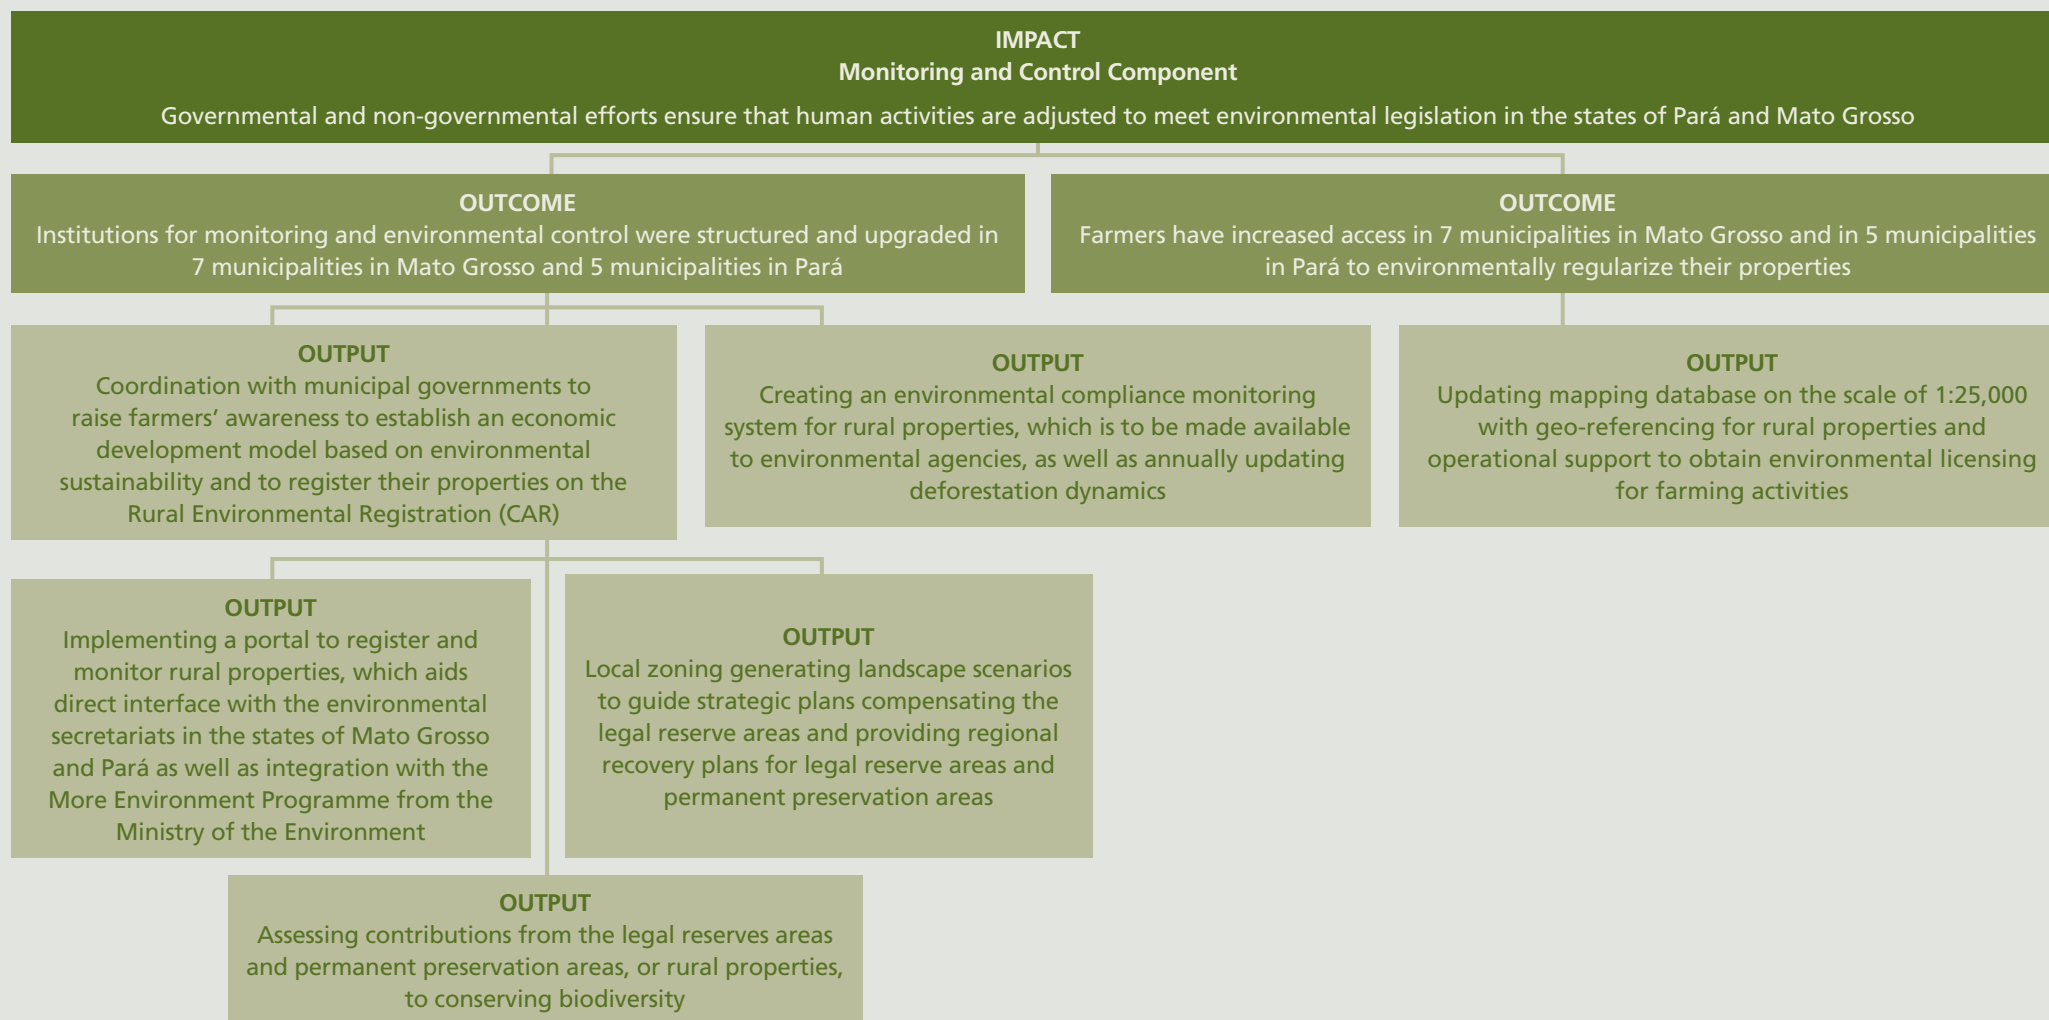 IMPACT
Monitoring and Control Component
Governmental and non-governmental efforts ensure that human activities are adjusted to meet environmental legislation in the states of Pará and Mato Grosso
OUTCOME
Institutions for monitoring and environmental control were structured and upgraded in
7 municipalities in Mato Grosso and 5 municipalities in Pará
OUTCOME
Farmers have increased access in 7 municipalities in Mato Grosso and in 5 municipalities
in Pará to environmentally regularize their properties
OUTPUT
Coordination with municipal governments to
raise farmers’ awareness to establish an economic
development model based on environmental
sustainability and to register their properties on the
Rural Environmental Registration (CAR)
OUTPUT
Creating an environmental compliance monitoring
system for rural properties, which is to be made available
to environmental agencies, as well as annually updating
deforestation dynamics
OUTPUT
Updating mapping database on the scale of 1:25,000
with geo-referencing for rural properties and
operational support to obtain environmental licensing
for farming activities
OUTPUT
Implementing a portal to register and
monitor rural properties, which aids
direct interface with the environmental
secretariats in the states of Mato Grosso
and Pará as well as integration with the
More Environment Programme from the
Ministry of the Environment
OUTPUT
Local zoning generating landscape scenarios
to guide strategic plans compensating the
legal reserve areas and providing regional
recovery plans for legal reserve areas and
permanent preservation areas
OUTPUT
Assessing contributions from the legal reserves areas
and permanent preservation areas, or rural properties,
to conserving biodiversity